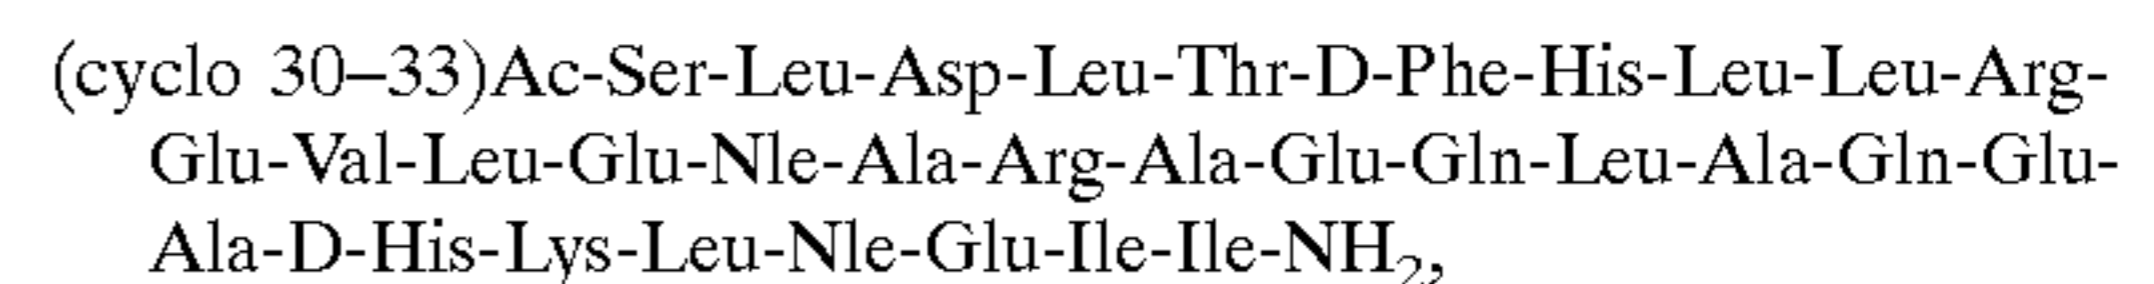 (cyclo 30–33)Ac-Ser-Leu-Asp-Leu-Thr-D-Phe-His-Leu-Leu-Arg-
Glu-Val-Leu-Glu-Nle-Ala-Arg-Ala-Glu-Gln-Leu-Ala-Gln-Glu-
Ala-D-His-Lys-Leu-Nle-Glu-Ile-Ile-NH₂,